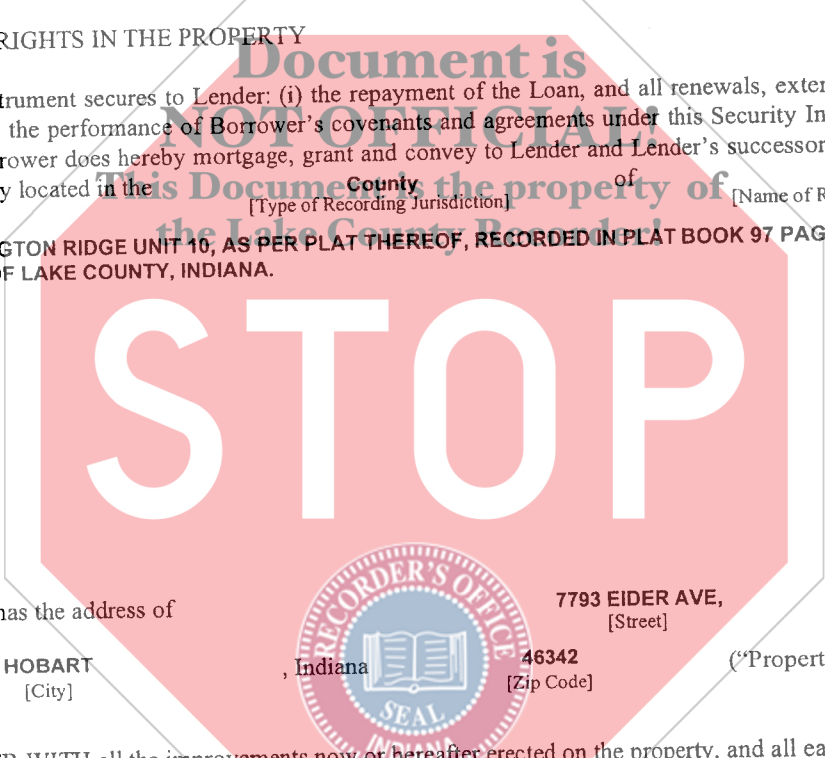 RIGHTS IN THE PROPERTY
Document is
trument secures to Lender: (i) the repayment of the Loan, and all renewals, exten
NOT OFFICIAL!
the performance of Borrower's covenants and agreements under this Security In
rower does hereby mortgage, grant and convey to Lender and Lender's successor
This Document is the property of
y located in the County of
[Type of Recording Jurisdiction] [Name of R
the Lake County Recorder!
GTON RIDGE UNIT 10, AS PER PLAT THEREOF, RECORDED IN PLAT BOOK 97 PAG
F LAKE COUNTY, INDIANA.
STOP
RECORDER'S OFFICE
SEAL
INDIANA
has the address of 7793 EIDER AVE,
[Street]
HOBART , Indiana 46342 ("Propert
[City] [Zip Code]
ER WITH all the improvements now or hereafter erected on the property, and all ea